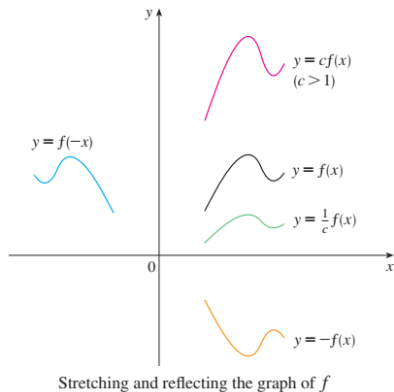 y
y = cf(x)
(c > 1)
y = f(−x)
y = f(x)
y = 1/c f(x)
0
x
y = −f(x)
Stretching and reflecting the graph of f